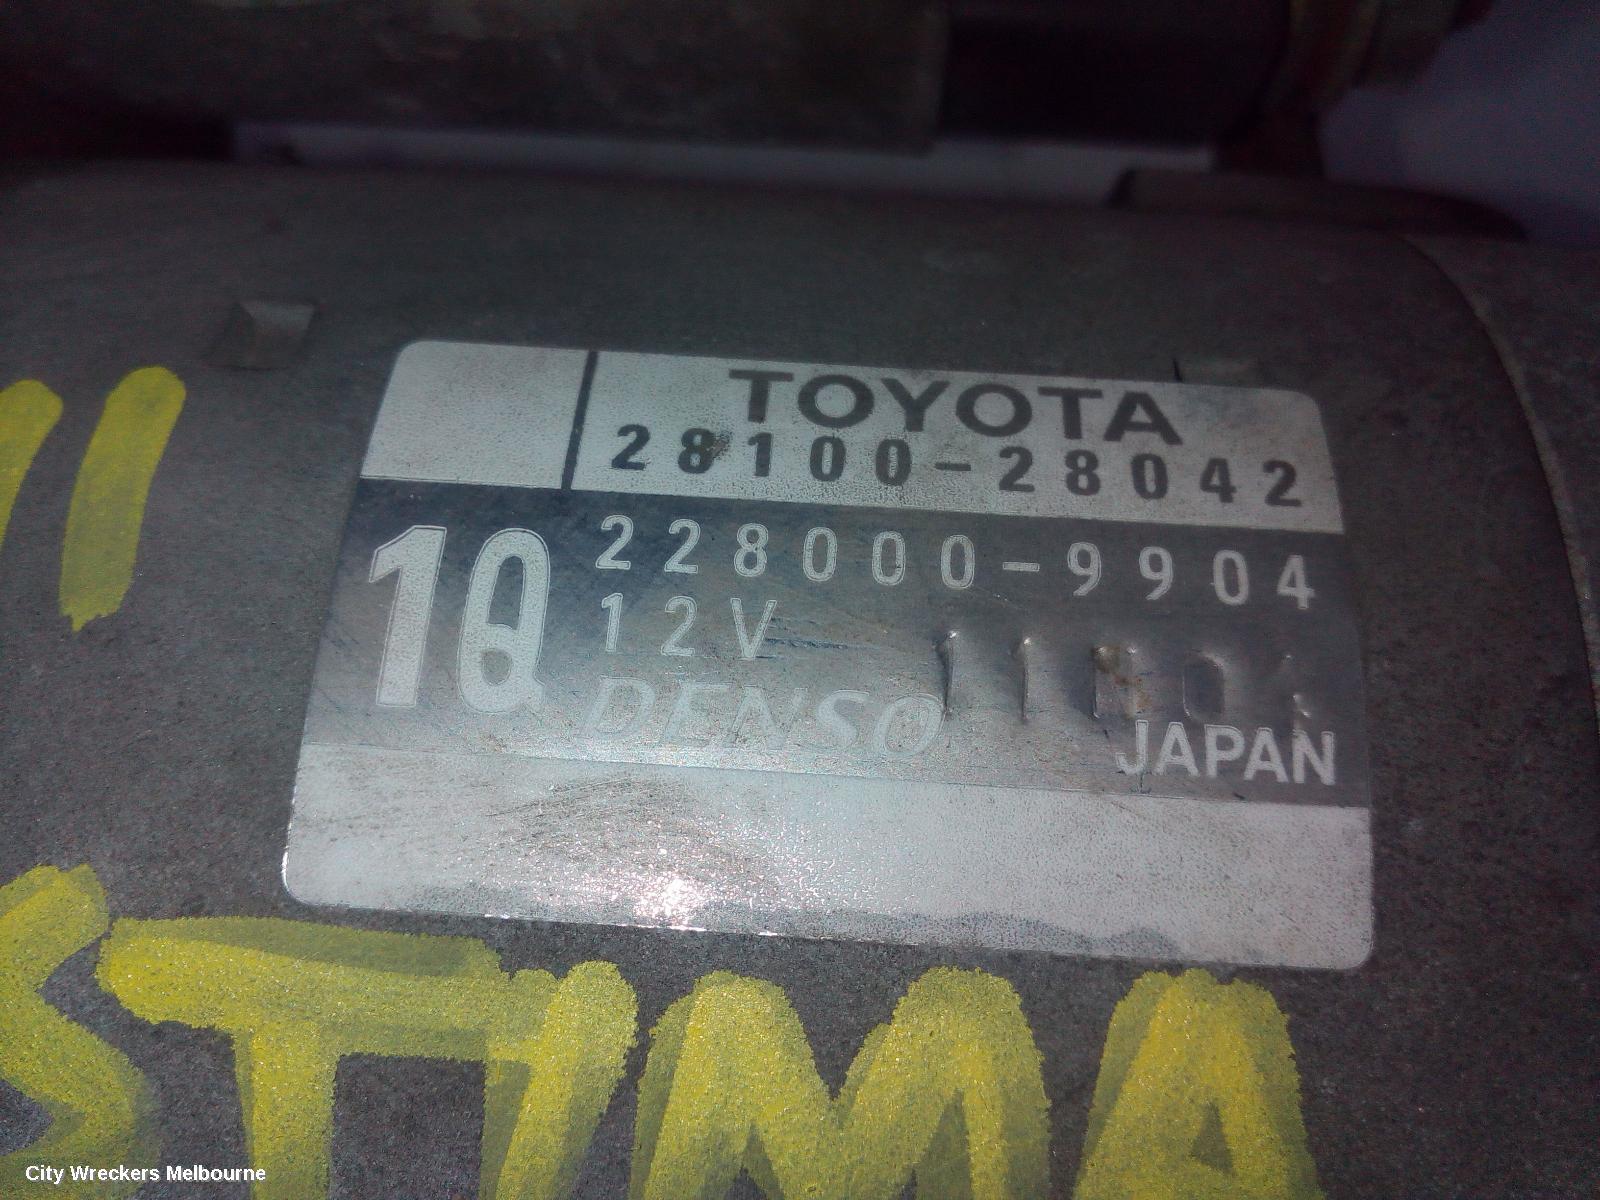 TOYOTA
28100-28042
1Q
228000-9904
12V
DENSO
JAPAN
STIMA
City Wreckers Melbourne